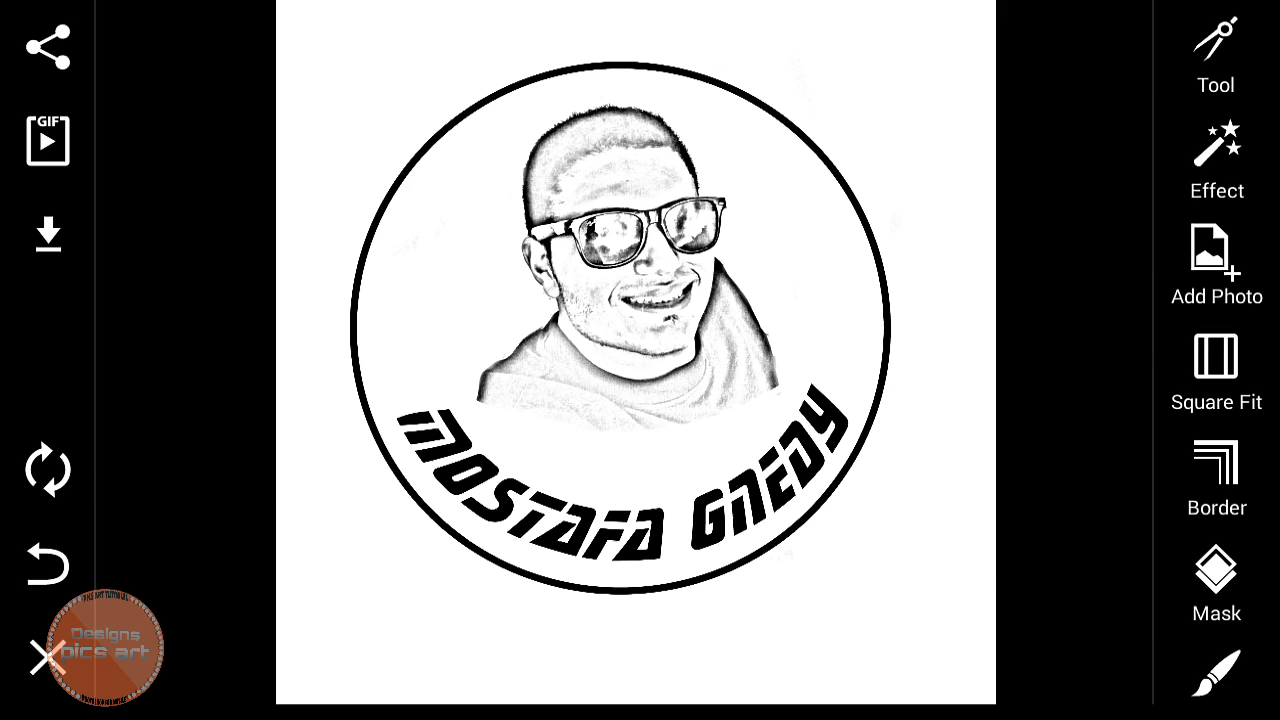 GIF
Tool
Effect
Add Photo
Square Fit
Border
Mask
MOSTAFA GNEDY
Designs
pics art